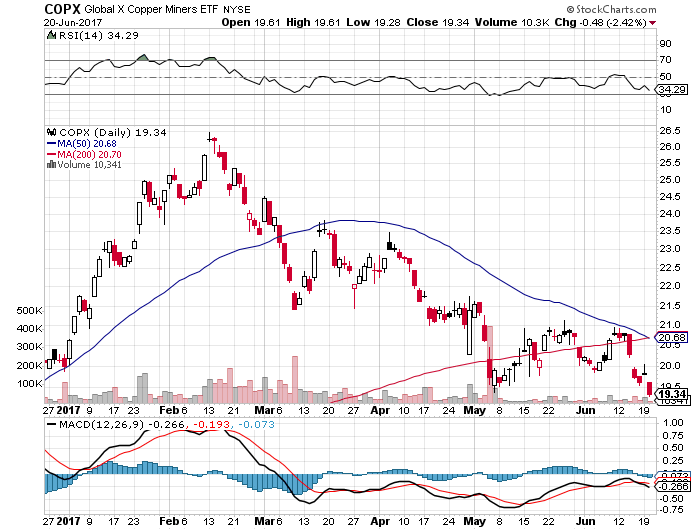 COPX Global X Copper Miners ETF NYSE © StockCharts.com
20-Jun-2017 Open 19.61 High 19.61 Low 19.28 Close 19.34 Volume 10.3K Chg -0.48 (-2.42%)
RSI(14) 34.29
90
70
50
34.29
30
10
COPX (Daily) 19.34
MA(50) 20.68
MA(200) 20.70
Volume 10,341
26.5
26.0
25.5
25.0
24.5
24.0
23.5
23.0
22.5
22.0
21.5
21.0
20.68
20.5
20.0
19.5
19.34
10341
500K
400K
300K
200K
100K
27 2017 9 17 23 Feb 6 13 21 Mar 6 13 20 27 Apr 10 17 24 May 8 15 22 Jun 12 19
MACD(12,26,9) -0.266, -0.193, -0.073
1.00
0.75
0.50
0.25
-0.073
-0.266
-0.50
-0.75
27 2017 9 17 23 Feb 6 13 21 Mar 6 13 20 27 Apr 10 17 24 May 8 15 22 Jun 12 19